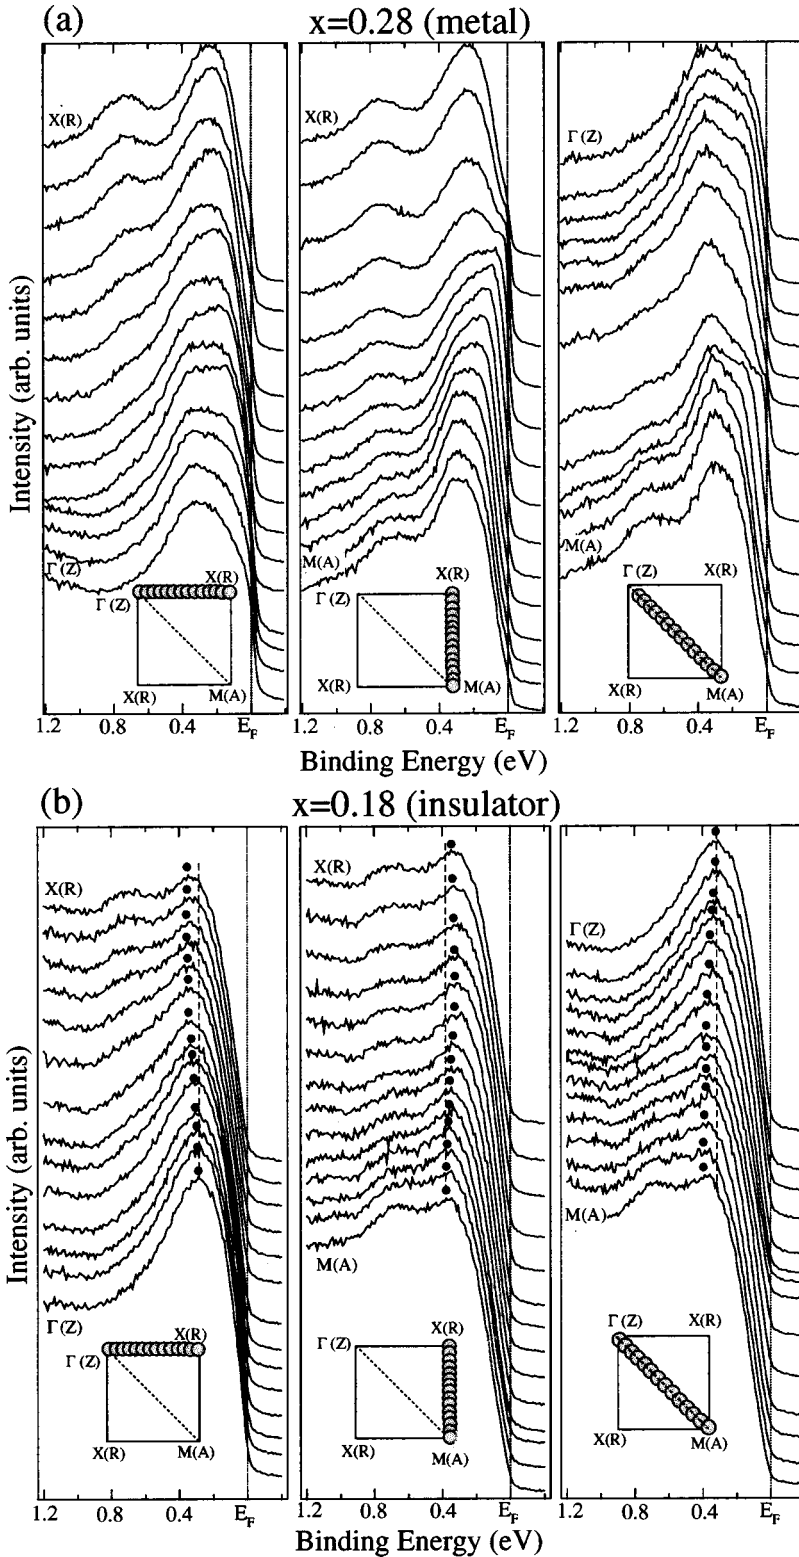 (a)
x=0.28 (metal)
X(R)
X(R)
Γ(Z)
Intensity (arb. units)
Γ(Z)
M(A)
M(A)
Γ(Z)
X(R)
X(R)
M(A)
Γ(Z)
X(R)
X(R)
M(A)
Γ(Z)
X(R)
X(R)
M(A)
1.2 0.8 0.4 EF
1.2 0.8 0.4 EF
1.2 0.8 0.4 EF
Binding Energy (eV)
(b)
x=0.18 (insulator)
X(R)
X(R)
Γ(Z)
Intensity (arb. units)
Γ(Z)
M(A)
M(A)
Γ(Z)
X(R)
X(R)
M(A)
Γ(Z)
X(R)
X(R)
M(A)
Γ(Z)
X(R)
X(R)
M(A)
1.2 0.8 0.4 EF
1.2 0.8 0.4 EF
1.2 0.8 0.4 EF
Binding Energy (eV)